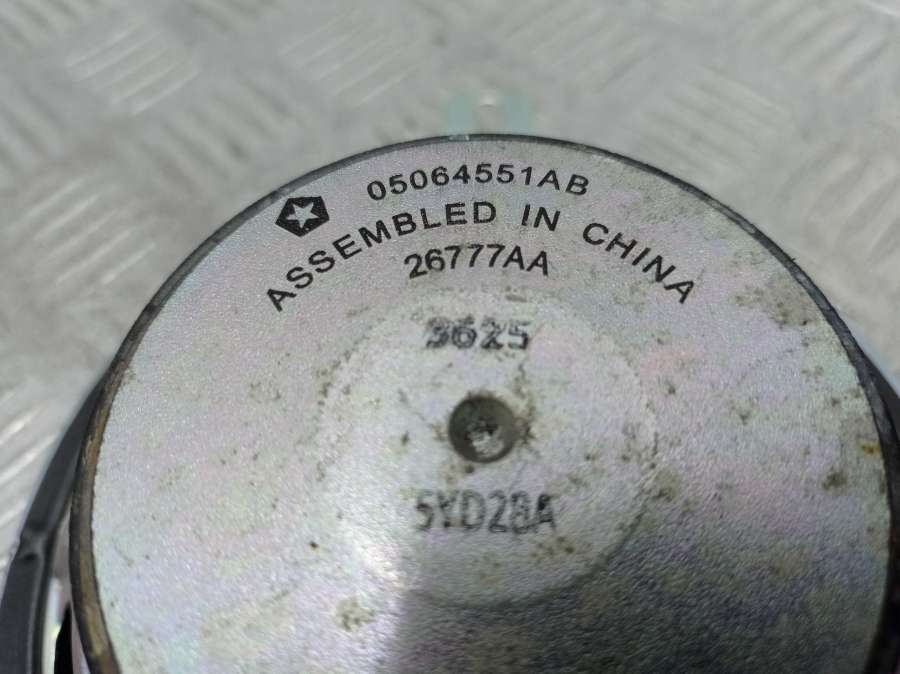 05064551AB
ASSEMBLED IN CHINA
26777AA
3625
5YD28A